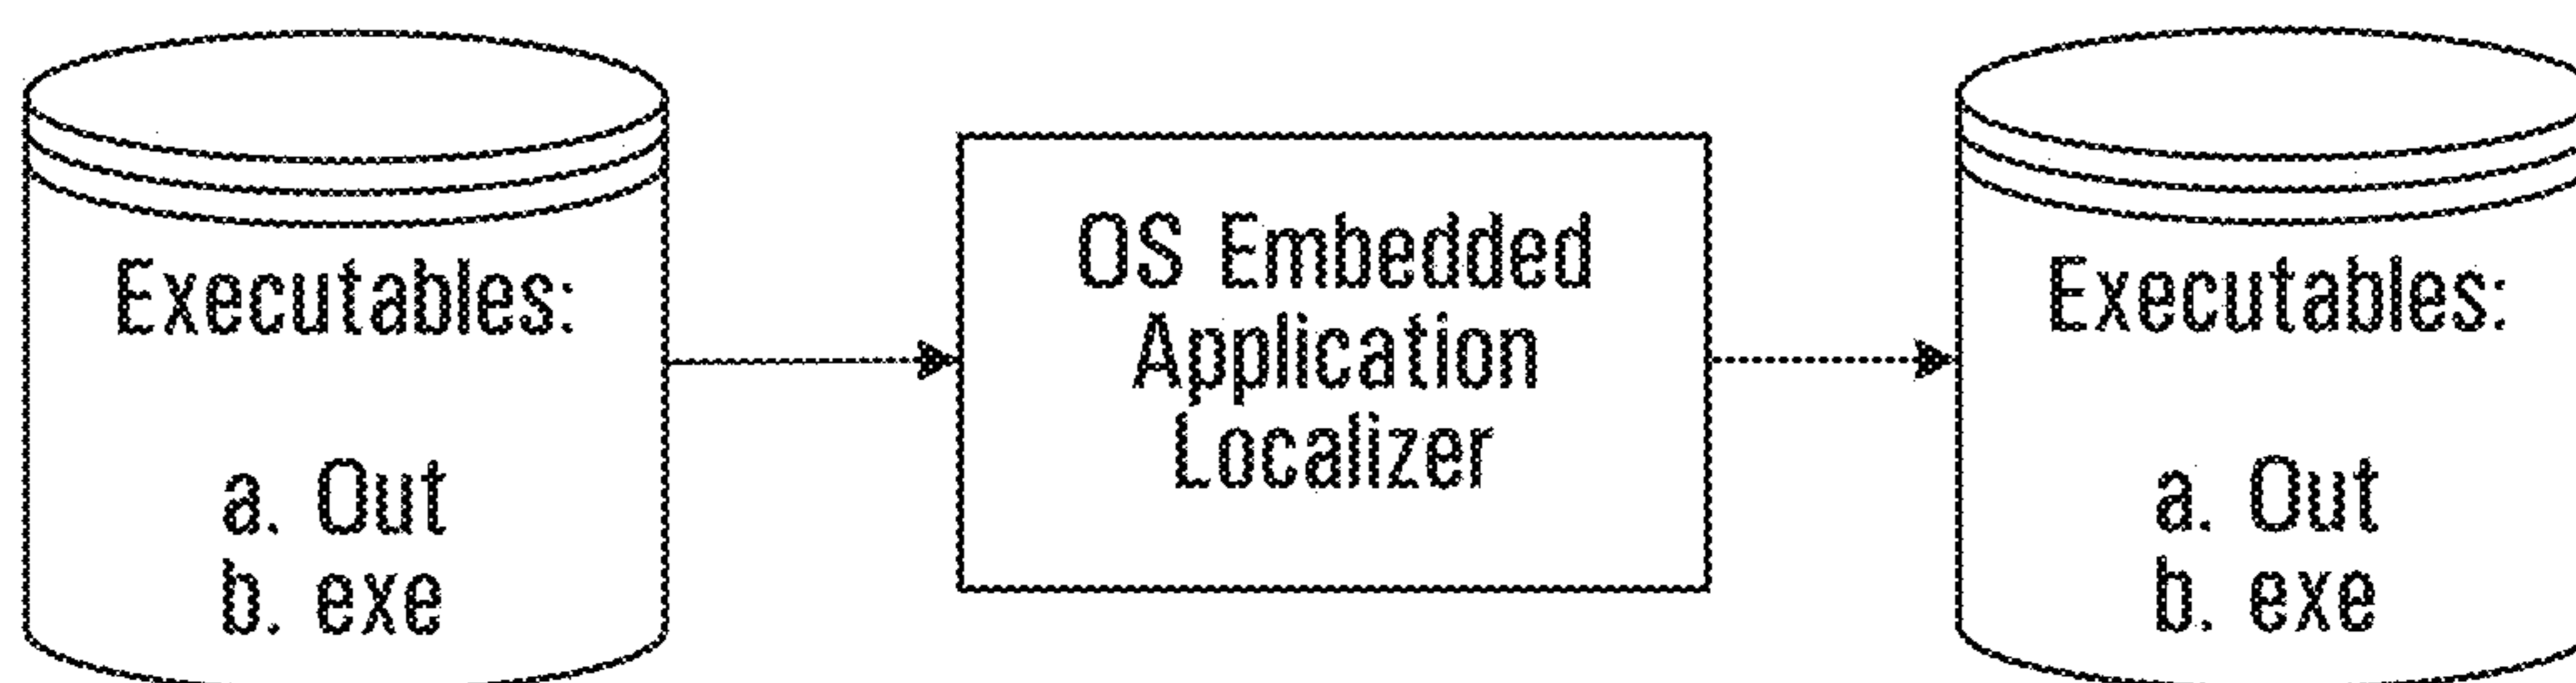 Executables:
a. Out
b. exe
OS Embedded
Application
Localizer
Executables:
a. Out
b. exe